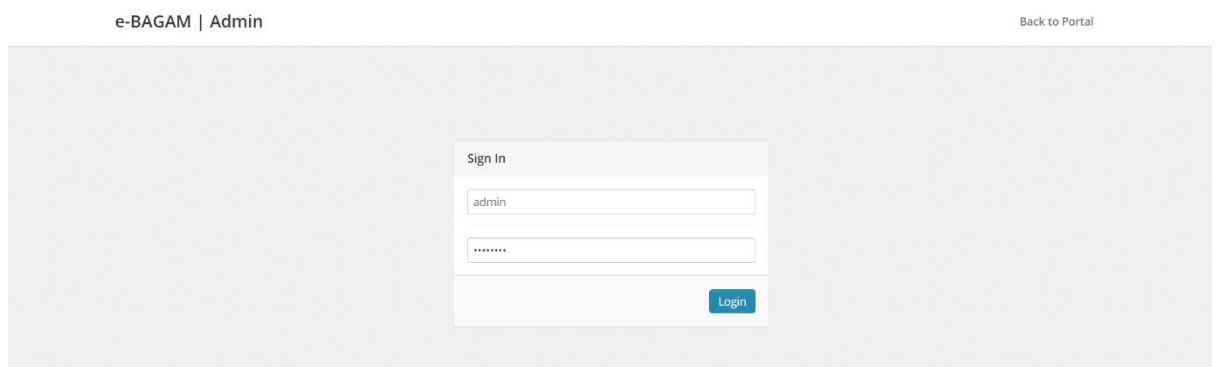 e-BAGAM | Admin
Back to Portal
Sign In
admin
••••••••
Login